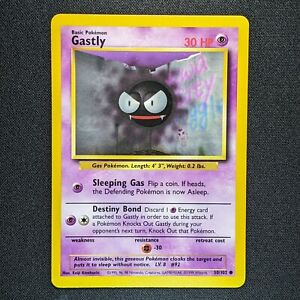 Basic Pokémon
Gastly
30 HP
Gas Pokémon. Length: 4' 3", Weight: 0.2 lbs.
Sleeping Gas Flip a coin. If heads,
the Defending Pokémon is now Asleep.
Destiny Bond Discard 1 Energy card
attached to Gastly in order to use this attack. If
a Pokémon Knocks Out Gastly during your
opponent's next turn, Knock Out that Pokémon.
weakness
resistance
retreat cost
-30
Almost invisible, this gaseous Pokémon cloaks the target and
puts it to sleep without notice. LV. 8 #92
Illus. Keiji Kinebuchi
50/102